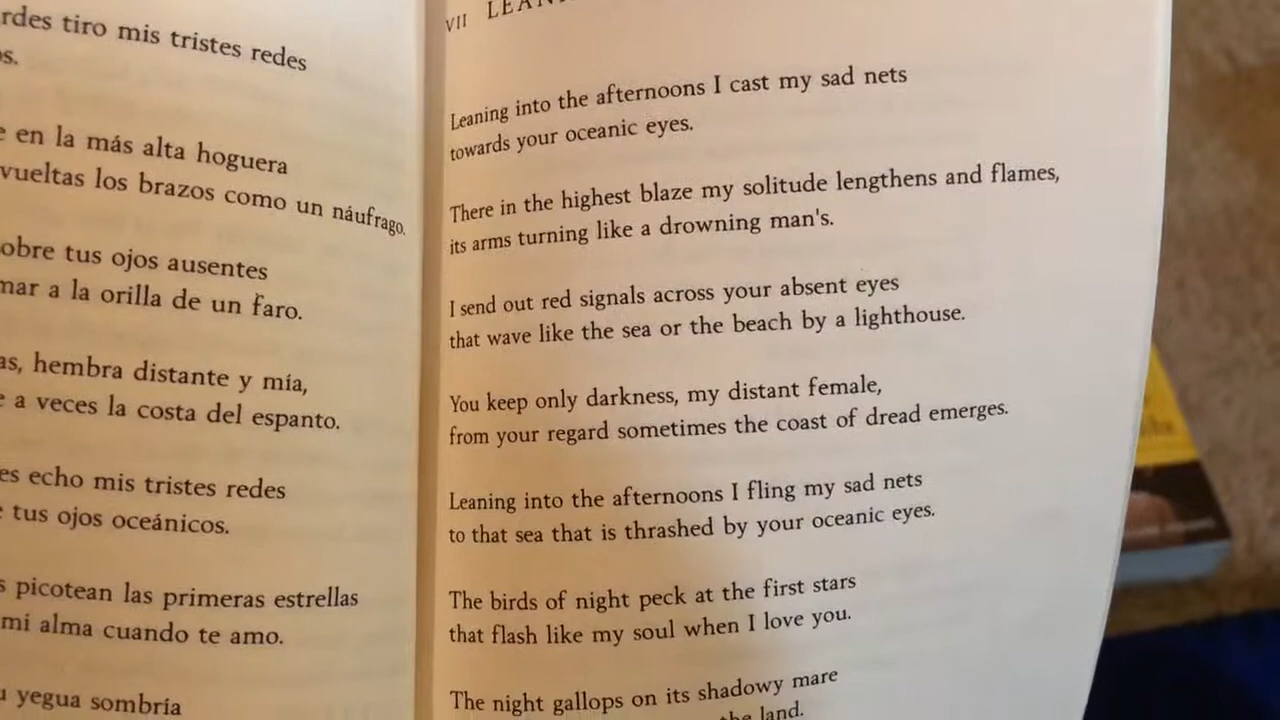 tiro mis tristes redes
en la más alta hoguera
vueltas los brazos como un náufrago.
tus ojos ausentes
mar a la orilla de un faro.
hembra distante y mía,
a veces la costa del espanto.
echo mis tristes redes
tus ojos oceánicos.
picotean las primeras estrellas
mi alma cuando te amo.
yegua sombría
VII
Leaning into the afternoons I cast my sad nets
towards your oceanic eyes.
There in the highest blaze my solitude lengthens and flames,
its arms turning like a drowning man's.
I send out red signals across your absent eyes
that wave like the sea or the beach by a lighthouse.
You keep only darkness, my distant female,
from your regard sometimes the coast of dread emerges.
Leaning into the afternoons I fling my sad nets
to that sea that is thrashed by your oceanic eyes.
The birds of night peck at the first stars
that flash like my soul when I love you.
The night gallops on its shadowy mare
the land.